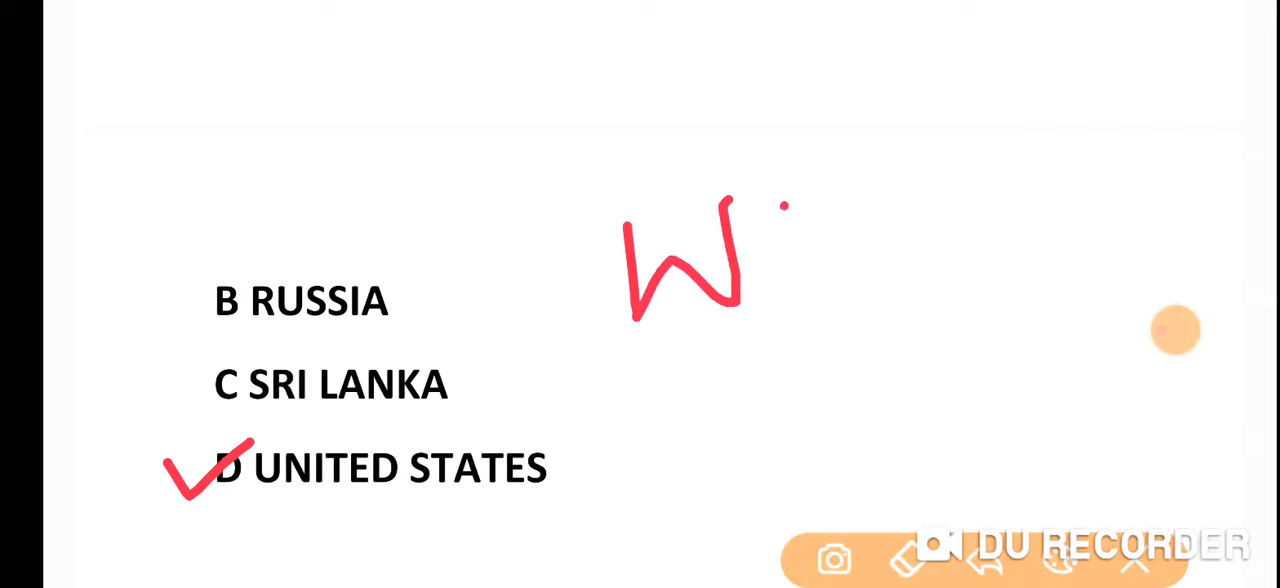 W
B RUSSIA
C SRI LANKA
D UNITED STATES
DU RECORDER